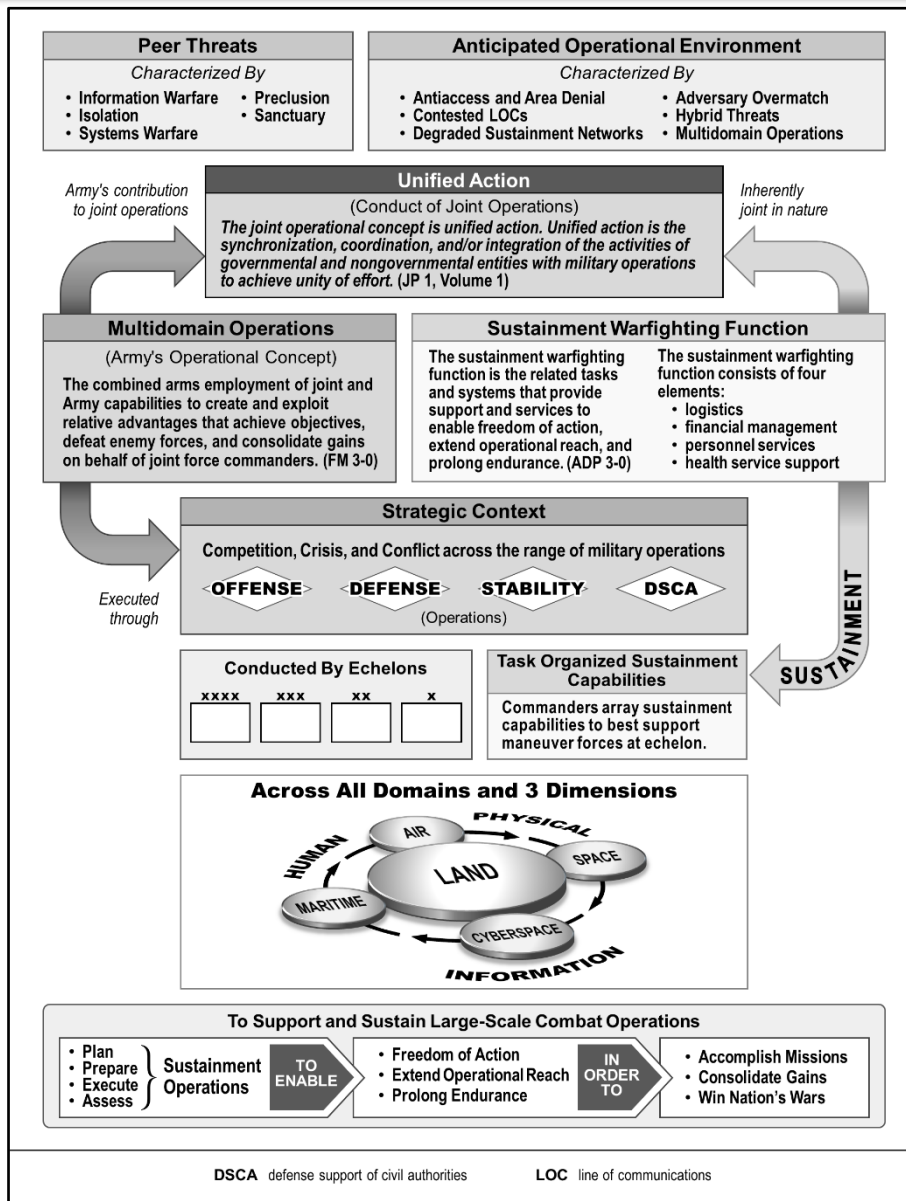 Peer Threats
Characterized By
• Information Warfare
• Isolation
• Systems Warfare
• Preclusion
• Sanctuary
Anticipated Operational Environment
Characterized By
• Antiaccess and Area Denial
• Contested LOCs
• Degraded Sustainment Networks
• Adversary Overmatch
• Hybrid Threats
• Multidomain Operations
Army's contribution
to joint operations
Unified Action
(Conduct of Joint Operations)
The joint operational concept is unified action. Unified action is the
synchronization, coordination, and/or integration of the activities of
governmental and nongovernmental entities with military operations
to achieve unity of effort. (JP 1, Volume 1)
Inherently
joint in nature
Multidomain Operations
(Army's Operational Concept)
The combined arms employment of joint and
Army capabilities to create and exploit
relative advantages that achieve objectives,
defeat enemy forces, and consolidate gains
on behalf of joint force commanders. (FM 3-0)
Sustainment Warfighting Function
The sustainment warfighting
function is the related tasks
and systems that provide
support and services to
enable freedom of action,
extend operational reach, and
prolong endurance. (ADP 3-0)
The sustainment warfighting
function consists of four
elements:
• logistics
• financial management
• personnel services
• health service support
Executed
through
Strategic Context
Competition, Crisis, and Conflict across the range of military operations
OFFENSE
DEFENSE
STABILITY
DSCA
(Operations)
SUSTAINMENT
Conducted By Echelons
xxxx
xxx
xx
x
Task Organized Sustainment
Capabilities
Commanders array sustainment
capabilities to best support
maneuver forces at echelon.
Across All Domains and 3 Dimensions
HUMAN
PHYSICAL
INFORMATION
AIR
SPACE
LAND
MARITIME
CYBERSPACE
To Support and Sustain Large-Scale Combat Operations
• Plan
• Prepare
• Execute
• Assess
Sustainment
Operations
TO
ENABLE
• Freedom of Action
• Extend Operational Reach
• Prolong Endurance
IN
ORDER
TO
• Accomplish Missions
• Consolidate Gains
• Win Nation's Wars
DSCA defense support of civil authorities
LOC line of communications